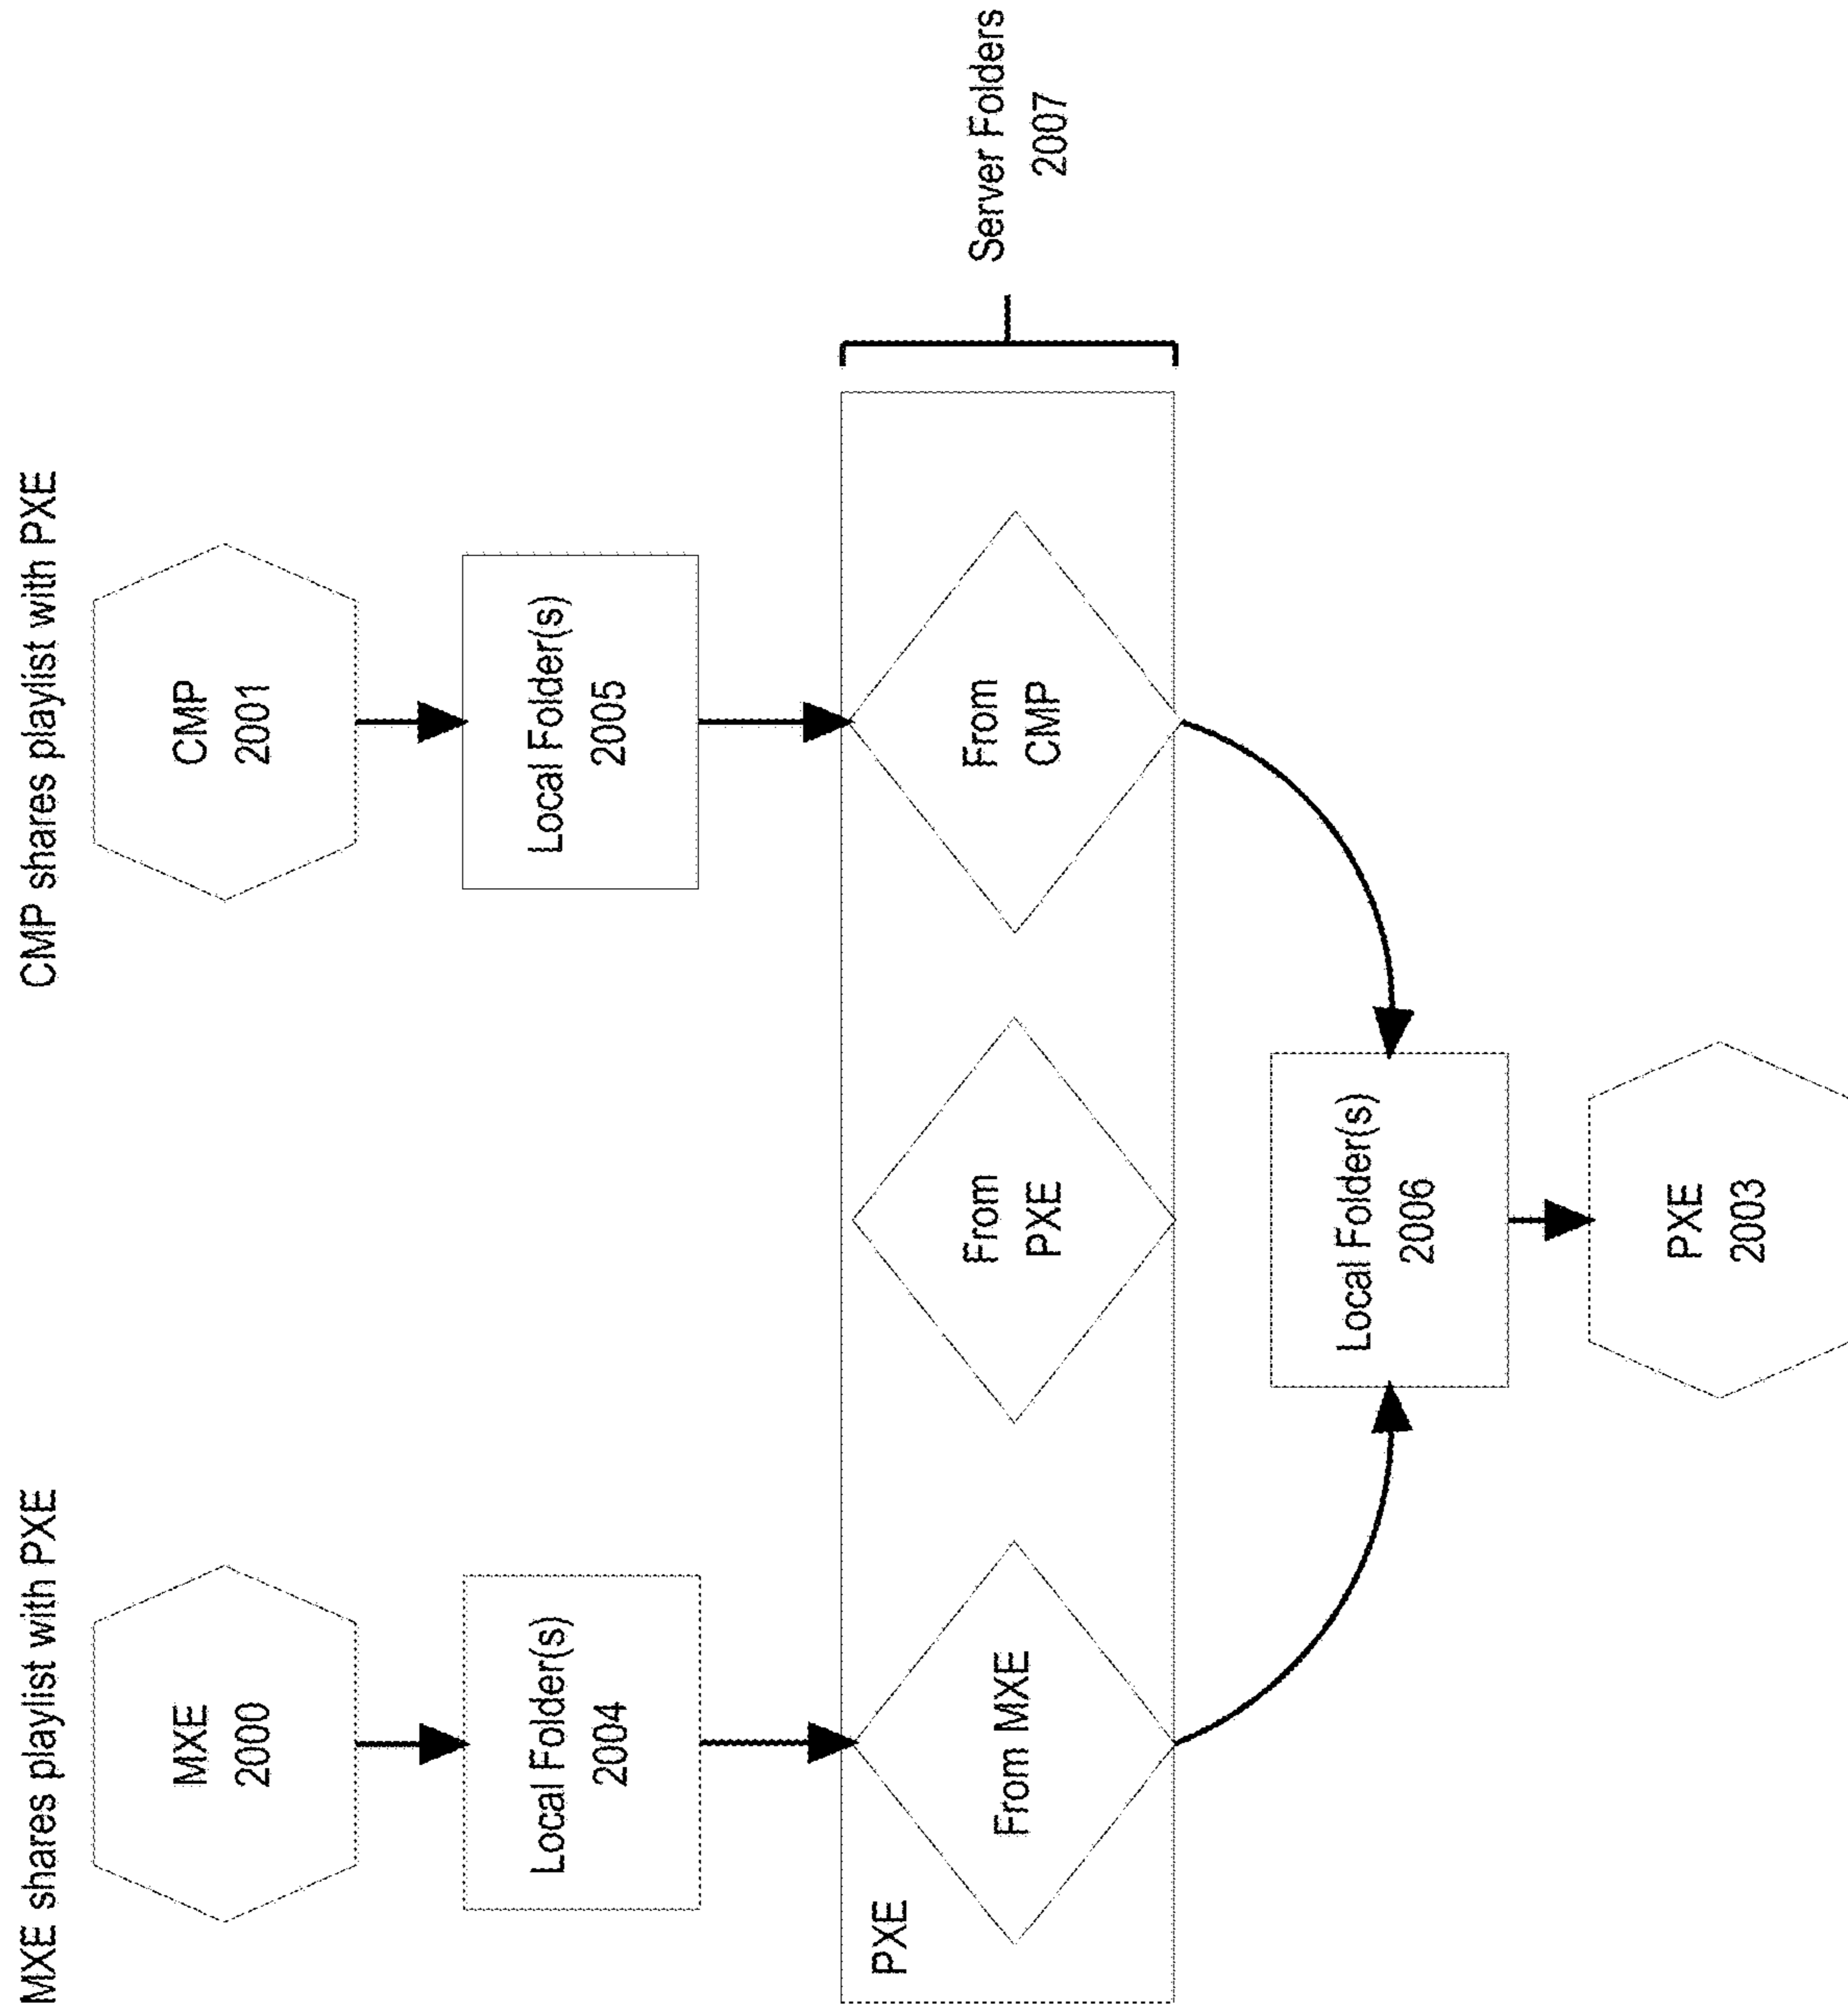 MXE shares playlist with PXE
CMP shares playlist with PXE
MXE
2000
CMP
2001
Local Folder(s)
2004
Local Folder(s)
2005
PXE
From MXE
From
PXE
From
CMP
Server Folders
2007
Local Folder(s)
2006
PXE
2003